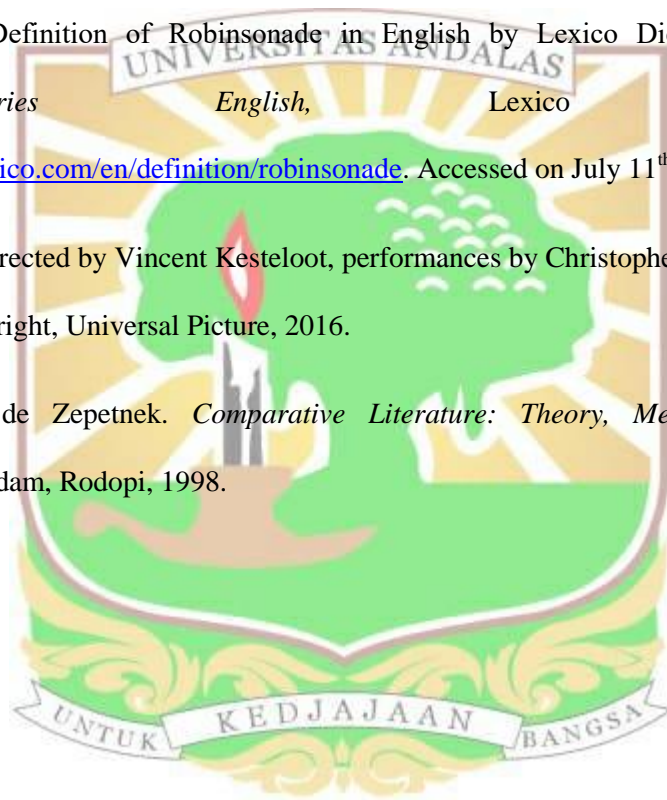 Definition of Robinsonade in English by Lexico Di
UNIVERSITAS ANDALAS
ries English, Lexico
ico.com/en/definition/robinsonade. Accessed on July 11th
rected by Vincent Kesteloot, performances by Christophe
right, Universal Picture, 2016.
de Zepetnek. Comparative Literature: Theory, Me
dam, Rodopi, 1998.
UNTUK KEDJAJAAN BANGSA